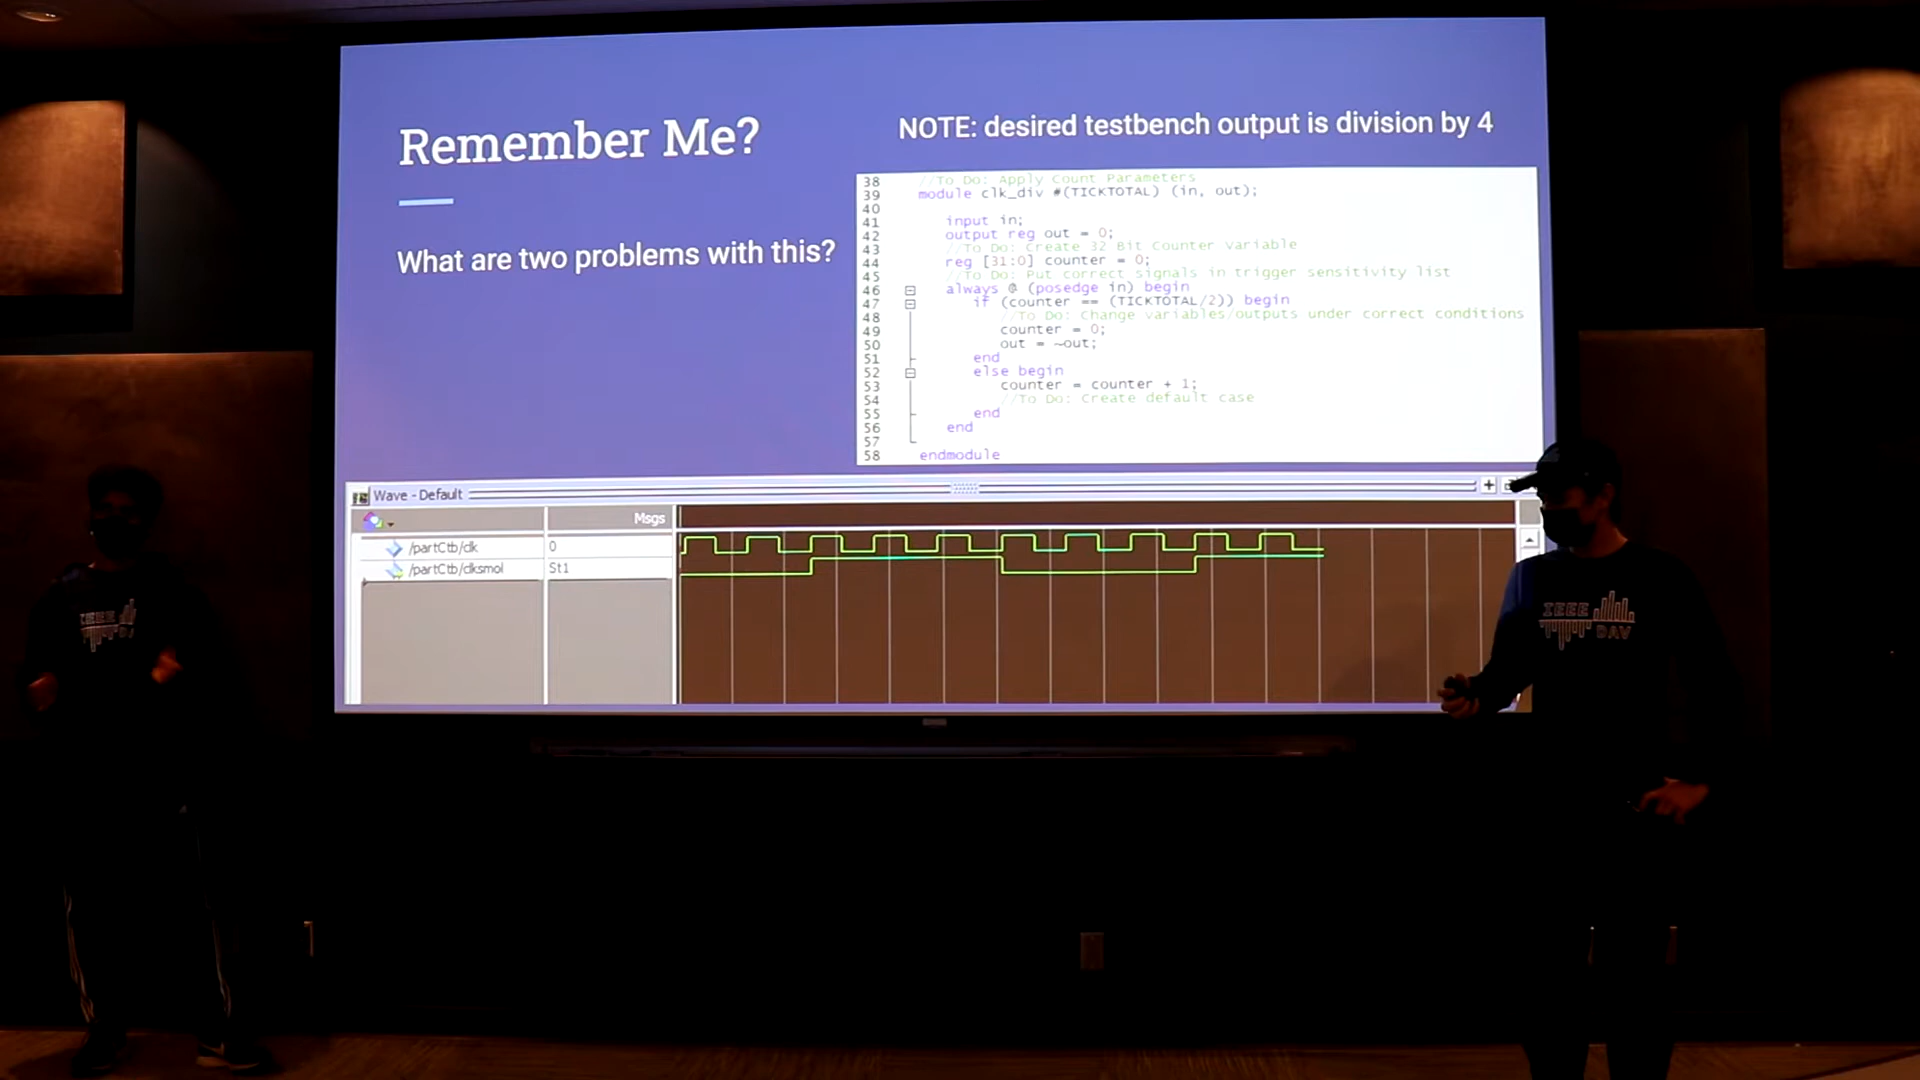 Remember Me?
What are two problems with this?
NOTE: desired testbench output is division by 4
38 //To Do: Apply Count Parameters
39 module clk_div #(TICKTOTAL) (in, out);
40
41 input in;
42 output reg out = 0;
43 //To Do: Create 32 Bit Counter variable
44 reg [31:0] counter = 0;
45 //To Do: Put correct signals in trigger sensitivity list
46 always @ (posedge in) begin
47 if (counter == (TICKTOTAL/2)) begin
48 //To Do: Change variables/outputs under correct conditions
49 counter = 0;
50 out = ~out;
51 end
52 else begin
53 counter = counter + 1;
54 //To Do: Create default case
55 end
56 end
57
58 endmodule
Wave - Default
Msgs
/partCtb/clk 0
/partCtb/clksmol St1
IEEE
IEEE
DAV